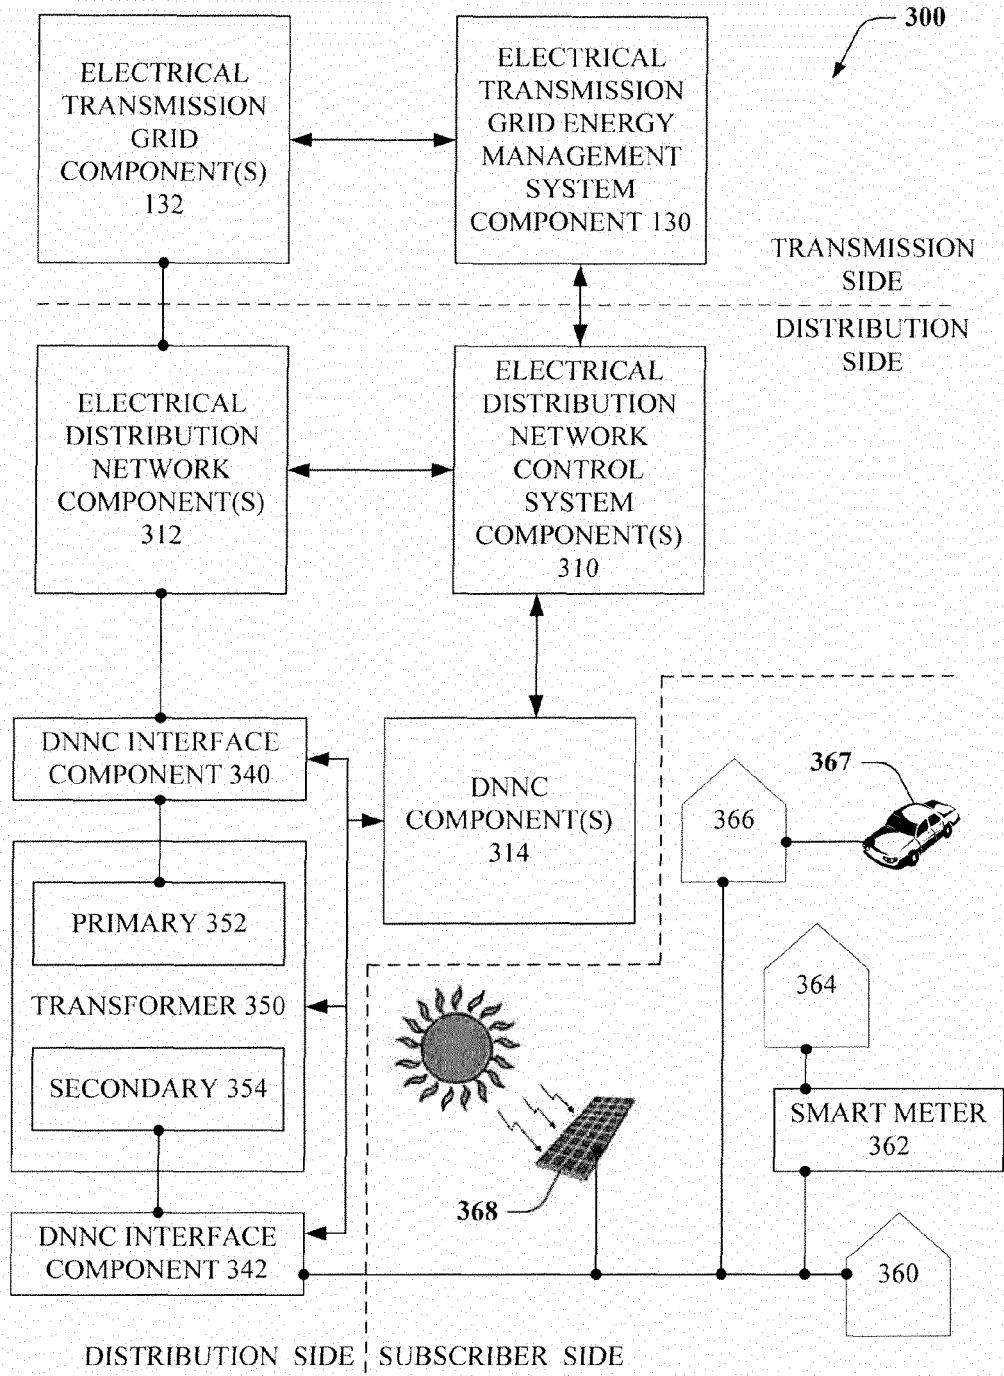 300
ELECTRICAL
TRANSMISSION
GRID
COMPONENT(S)
132
ELECTRICAL
TRANSMISSION
GRID ENERGY
MANAGEMENT
SYSTEM
COMPONENT 130
TRANSMISSION
SIDE
DISTRIBUTION
SIDE
ELECTRICAL
DISTRIBUTION
NETWORK
COMPONENT(S)
312
ELECTRICAL
DISTRIBUTION
NETWORK
CONTROL
SYSTEM
COMPONENT(S)
310
DNNC INTERFACE
COMPONENT 340
DNNC
COMPONENT(S)
314
367
366
PRIMARY 352
TRANSFORMER 350
SECONDARY 354
364
SMART METER
362
368
DNNC INTERFACE
COMPONENT 342
360
DISTRIBUTION SIDE
SUBSCRIBER SIDE